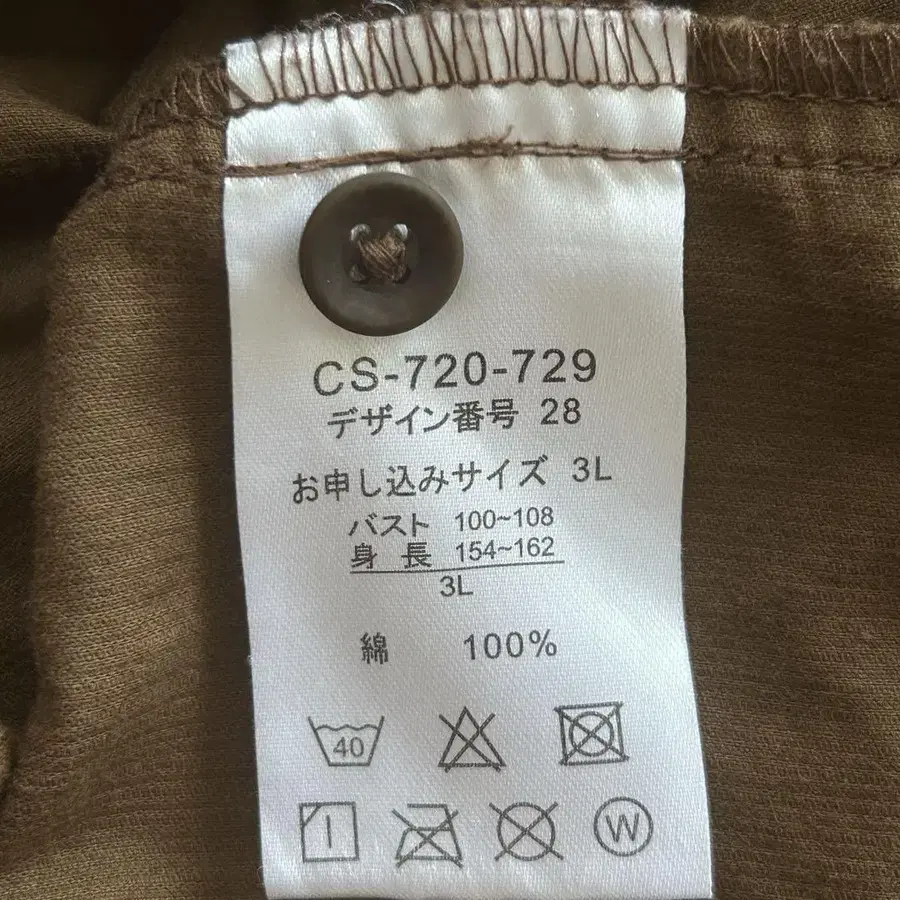 CS-720-729
デザイン番号 28
お申し込みサイズ 3L
バスト 100~108
身 長 154~162
3L
綿 100%
40
W